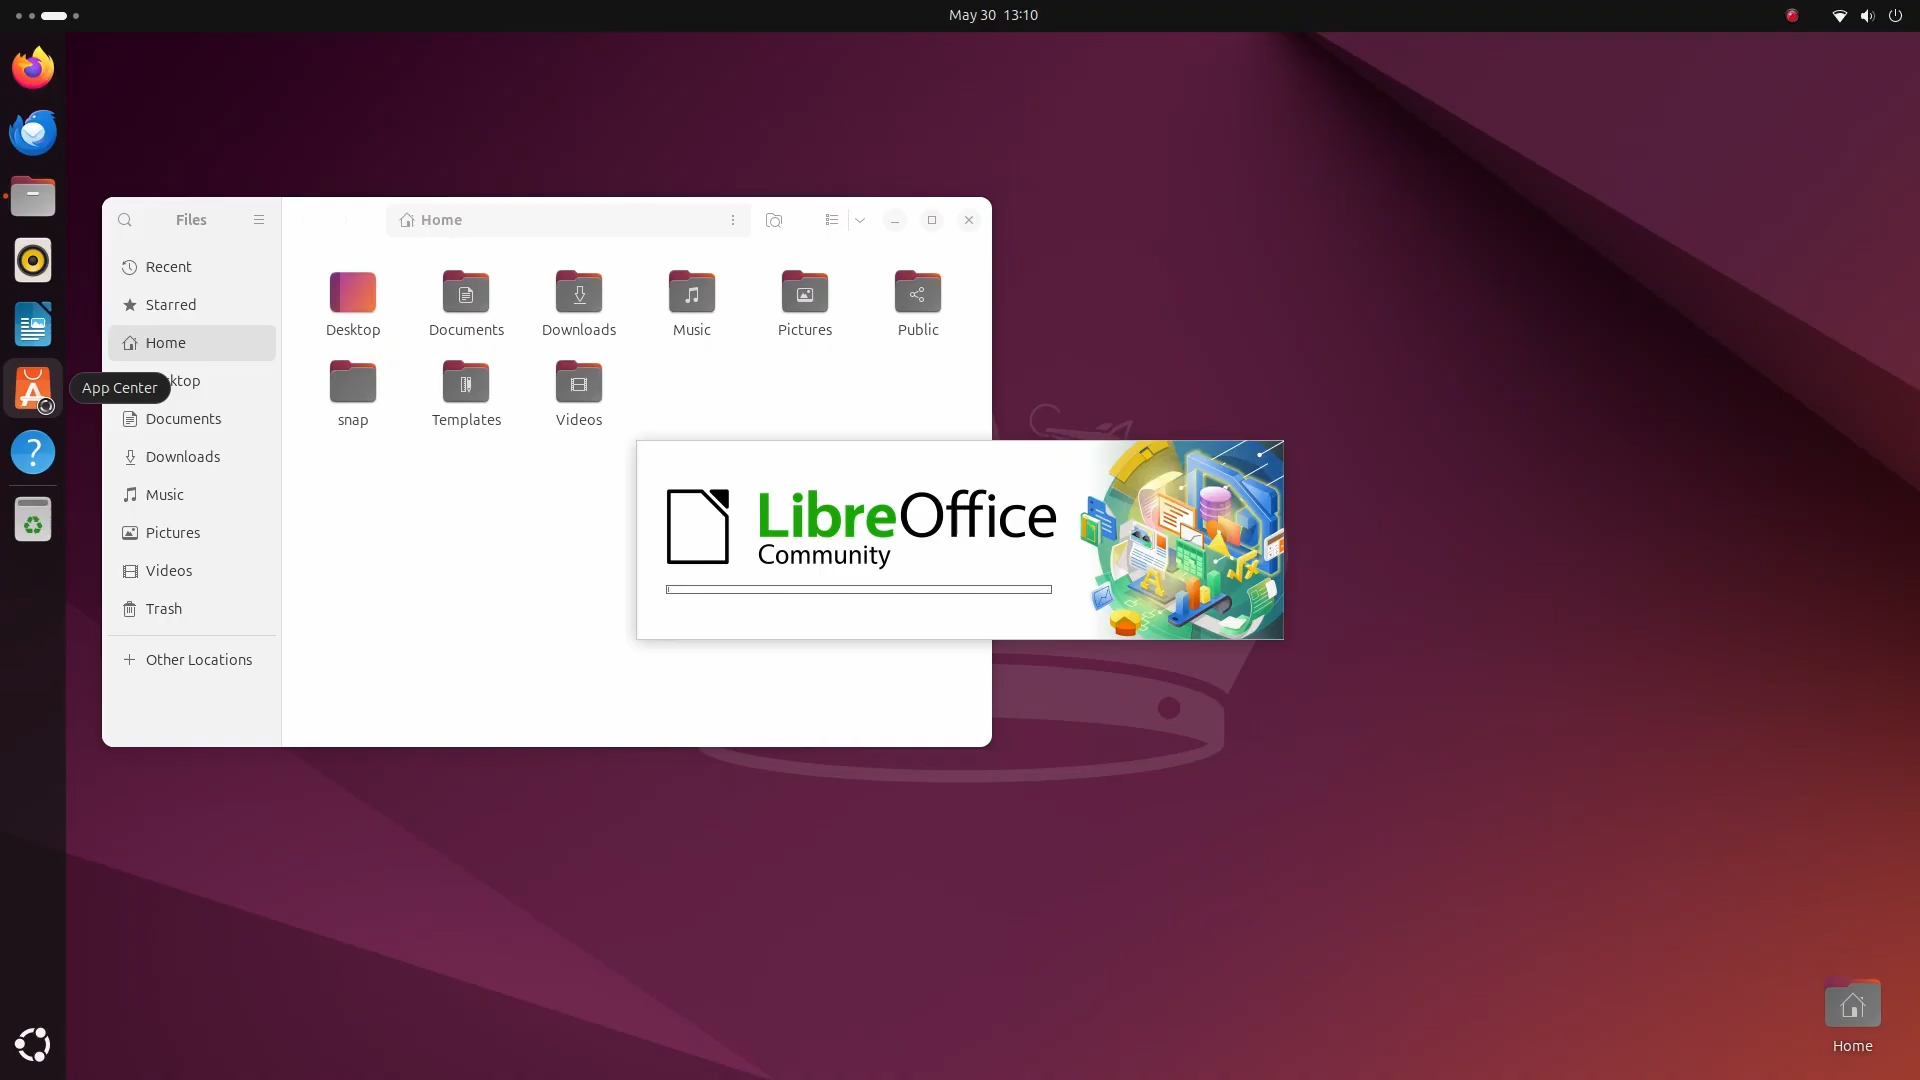 May 30 13:10
Files
Home
Recent
Starred
Home
ktop
Documents
Downloads
Music
Pictures
Videos
Trash
Other Locations
App Center
Desktop
Documents
Downloads
Music
Pictures
Public
snap
Templates
Videos
LibreOffice
Community
Home